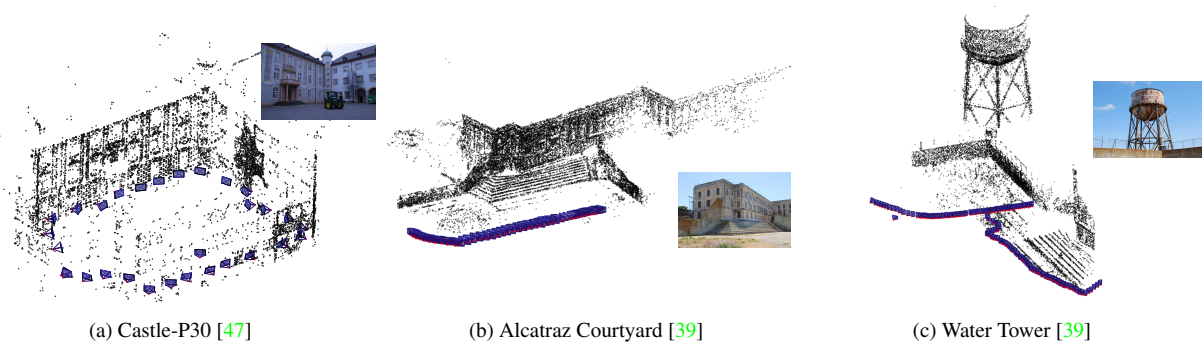 (a) Castle-P30 [47]
(b) Alcatraz Courtyard [39]
(c) Water Tower [39]